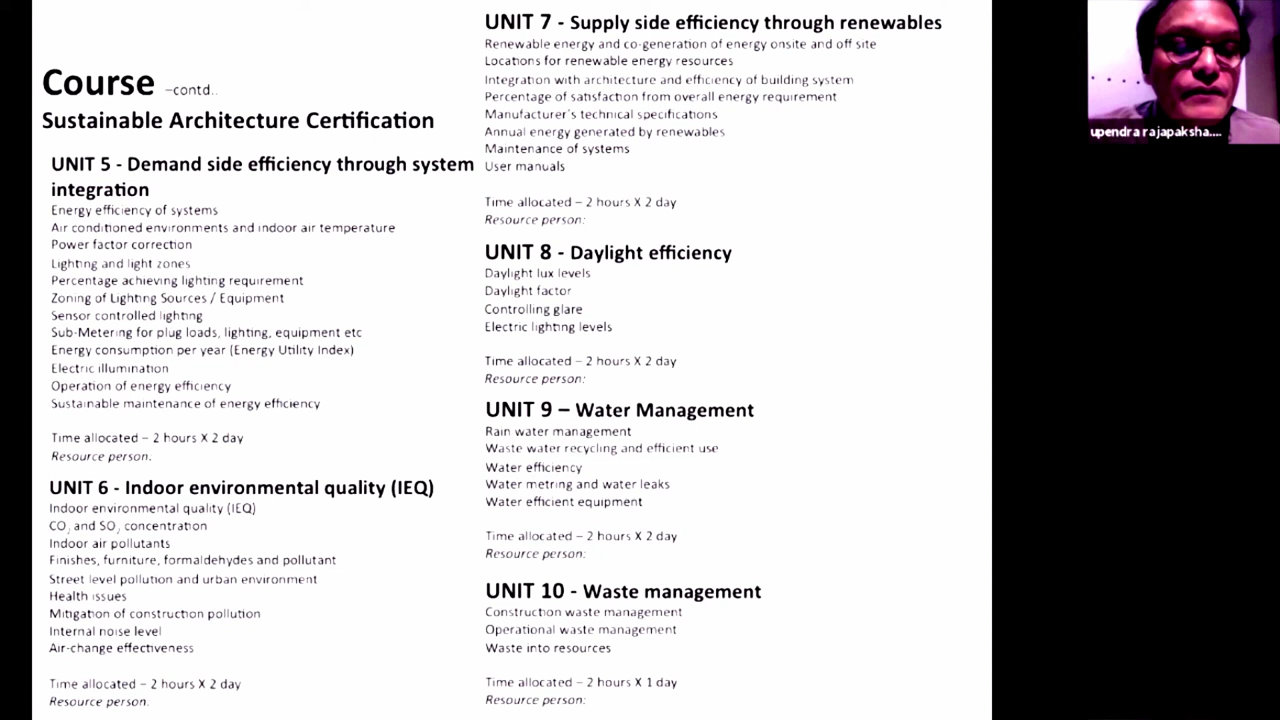 Course –contd..
Sustainable Architecture Certification
UNIT 5 - Demand side efficiency through system
integration
Energy efficiency of systems
Air conditioned environments and indoor air temperature
Power factor correction
Lighting and light zones
Percentage achieving lighting requirement
Zoning of Lighting Sources / Equipment
Sensor controlled lighting
Sub-Metering for plug loads, lighting, equipment etc
Energy consumption per year (Energy Utility Index)
Electric illumination
Operation of energy efficiency
Sustainable maintenance of energy efficiency
Time allocated – 2 hours X 2 day
Resource person:
UNIT 6 - Indoor environmental quality (IEQ)
Indoor environmental quality (IEQ)
CO₂ and SO₂ concentration
Indoor air pollutants
Finishes, furniture, formaldehydes and pollutant
Street level pollution and urban environment
Health issues
Mitigation of construction pollution
Internal noise level
Air-change effectiveness
Time allocated – 2 hours X 2 day
Resource person:
UNIT 7 - Supply side efficiency through renewables
Renewable energy and co-generation of energy onsite and off site
Locations for renewable energy resources
Integration with architecture and efficiency of building system
Percentage of satisfaction from overall energy requirement
Manufacturer's technical specifications
Annual energy generated by renewables
Maintenance of systems
User manuals
Time allocated – 2 hours X 2 day
Resource person:
UNIT 8 - Daylight efficiency
Daylight lux levels
Daylight factor
Controlling glare
Electric lighting levels
Time allocated – 2 hours X 2 day
Resource person:
UNIT 9 – Water Management
Rain water management
Waste water recycling and efficient use
Water efficiency
Water metring and water leaks
Water efficient equipment
Time allocated – 2 hours X 2 day
Resource person:
UNIT 10 - Waste management
Construction waste management
Operational waste management
Waste into resources
Time allocated – 2 hours X 1 day
Resource person:
upendra rajapaksha....